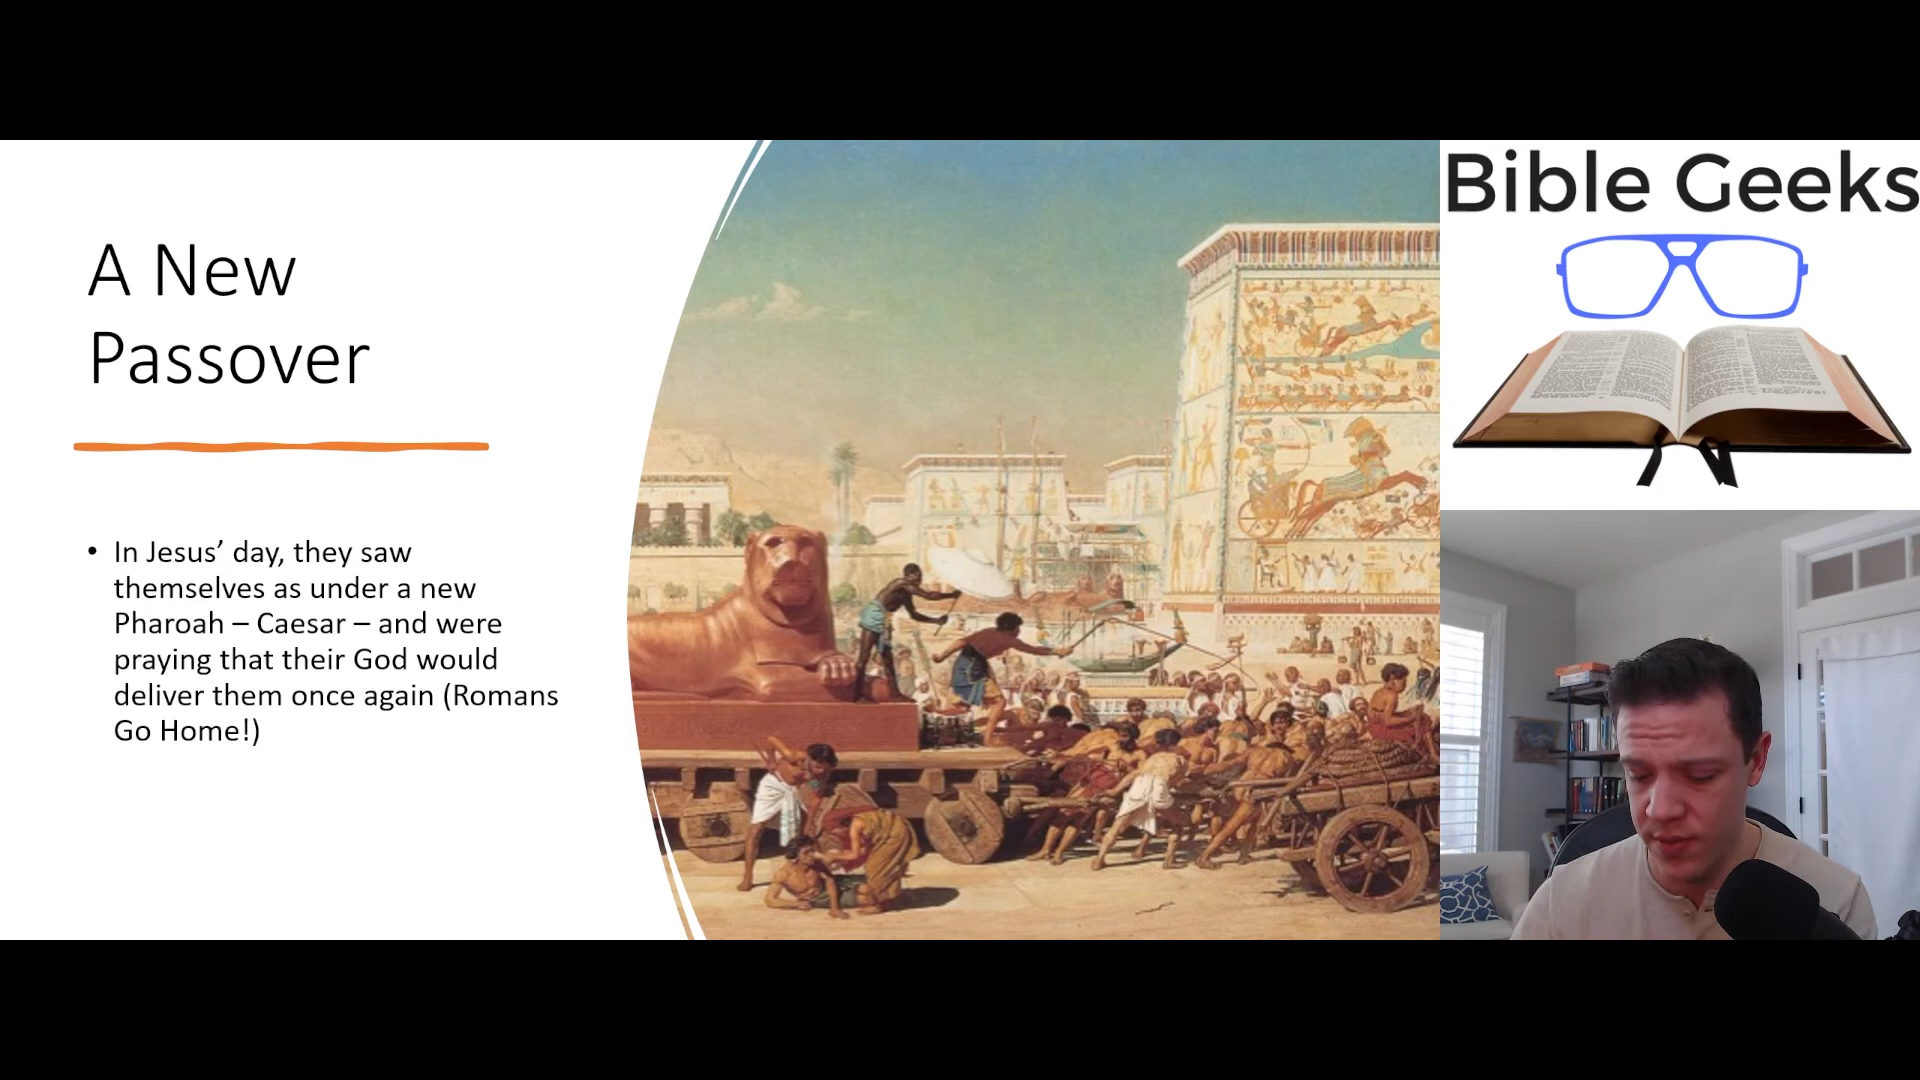 A New
Passover
• In Jesus’ day, they saw
themselves as under a new
Pharoah – Caesar – and were
praying that their God would
deliver them once again (Romans
Go Home!)
Bible Geeks